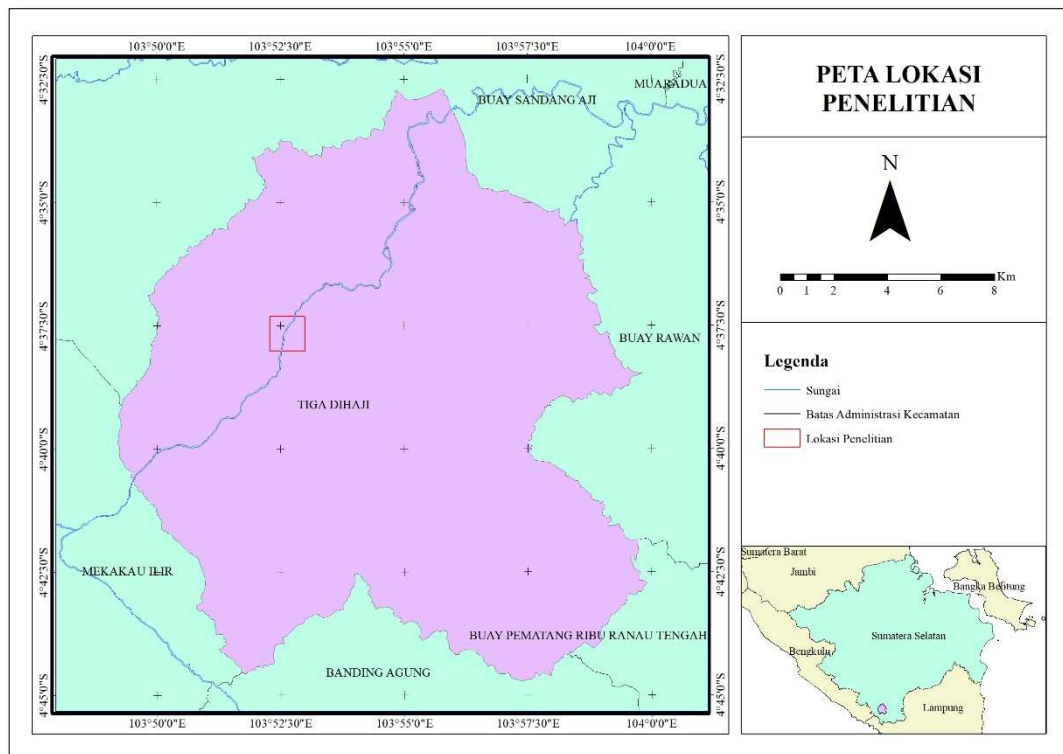 103°50'0"E 103°52'30"E 103°55'0"E 103°57'30"E 104°0'0"E
4°32'30"S
4°35'0"S
4°37'30"S
4°40'0"S
4°42'30"S
4°45'0"S
MUARADUA
BUAY SANDANG AJI
BUAY RAWAN
TIGA DIHAJI
MEKAKAU ILIR
BUAY PEMATANG RIBU RANAU TENGAH
BANDING AGUNG
4°32'30"S
4°35'0"S
4°37'30"S
4°40'0"S
4°42'30"S
4°45'0"S
103°50'0"E 103°52'30"E 103°55'0"E 103°57'30"E 104°0'0"E
PETA LOKASI
PENELITIAN
N
Km
0 1 2 4 6 8
Legenda
Sungai
Batas Administrasi Kecamatan
Lokasi Penelitian
Sumatera Barat
Jambi
Bangka Belitung
Sumatera Selatan
Bengkulu
Lampung